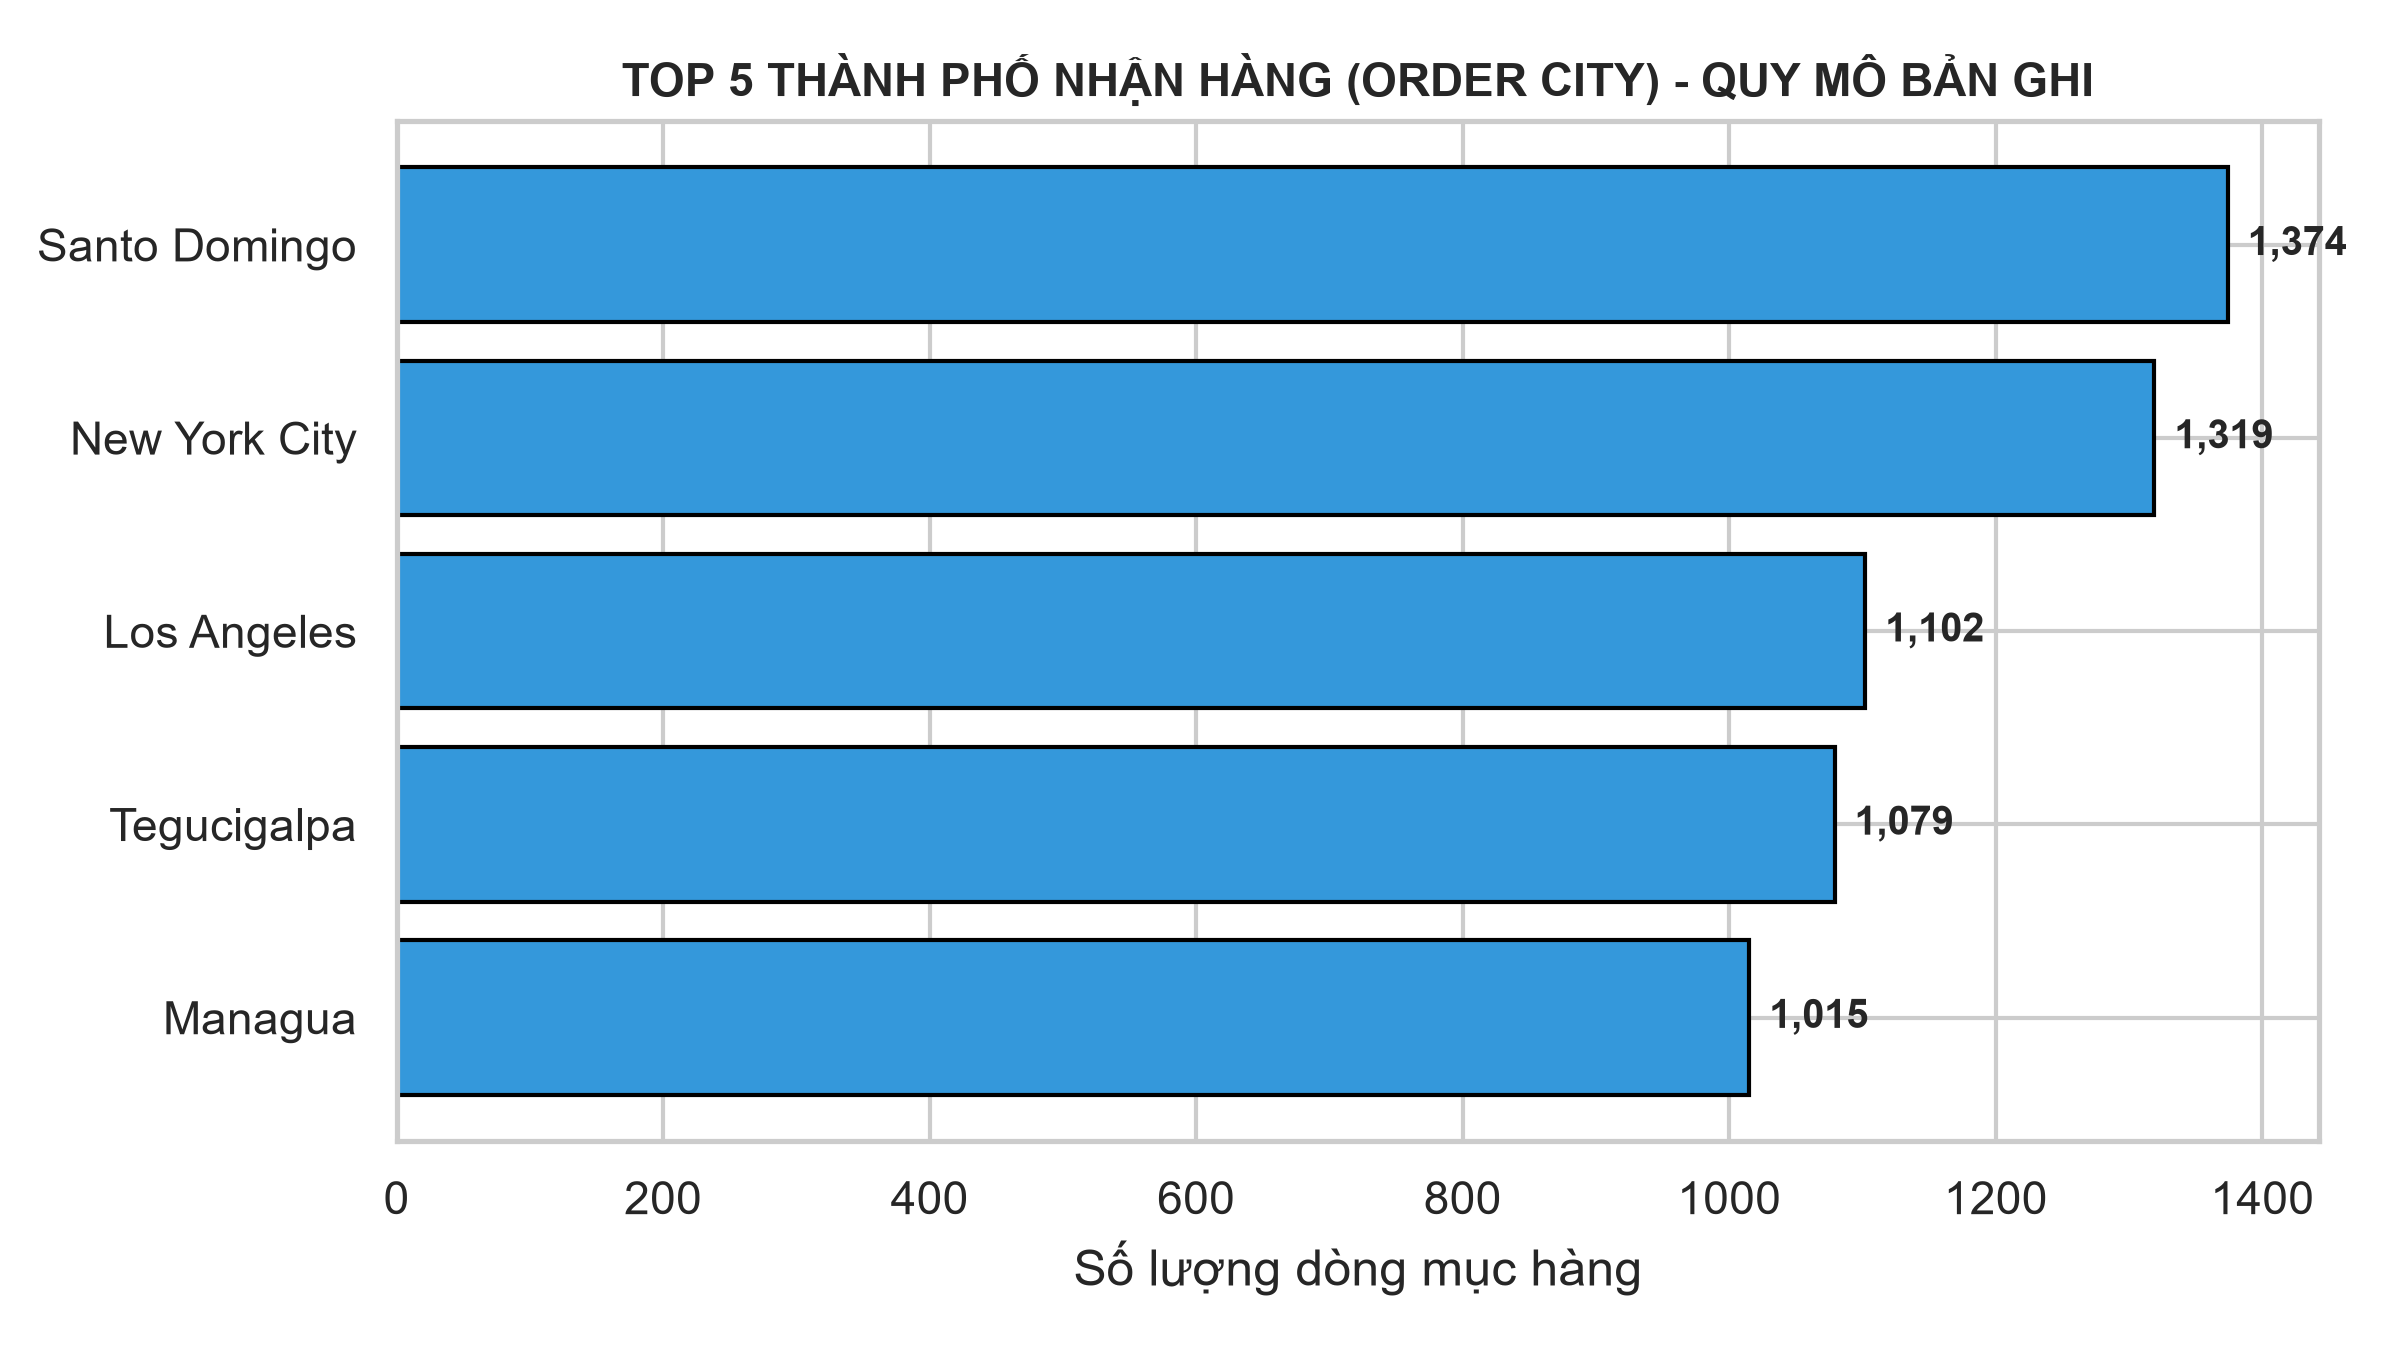 TOP 5 THÀNH PHỐ NHẬN HÀNG (ORDER CITY) - QUY MÔ BẢN GHI
Santo Domingo
1,374
New York City
1,319
Los Angeles
1,102
Tegucigalpa
1,079
Managua
1,015
0 200 400 600 800 1000 1200 1400
Số lượng dòng mục hàng